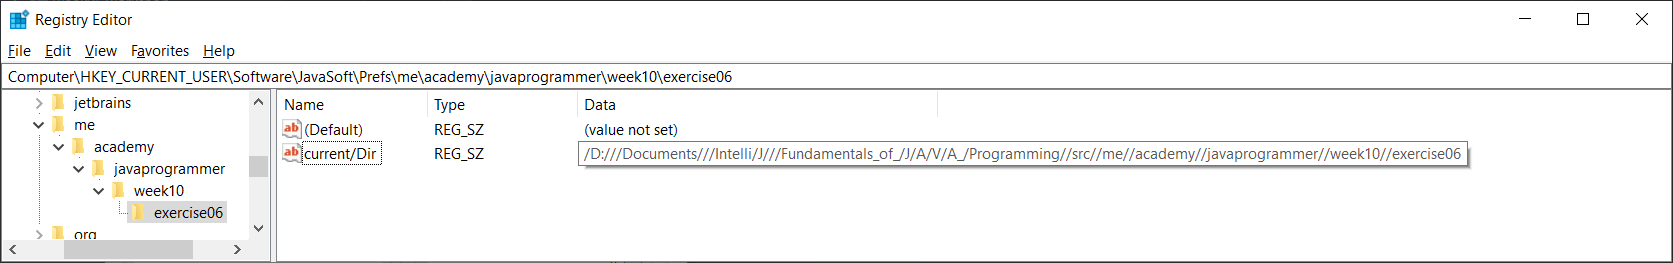 Registry Editor
File Edit View Favorites Help
Computer\HKEY_CURRENT_USER\Software\JavaSoft\Prefs\me\academy\javaprogrammer\week10\exercise06
jetbrains
me
academy
javaprogrammer
week10
exercise06
org
Name Type Data
(Default) REG_SZ (value not set)
current/Dir REG_SZ /D:///Documents///Intelli/J///Fundamentals_of_/J/A/V/A_/Programming//src//me//academy//javaprogrammer//week10//exercise06